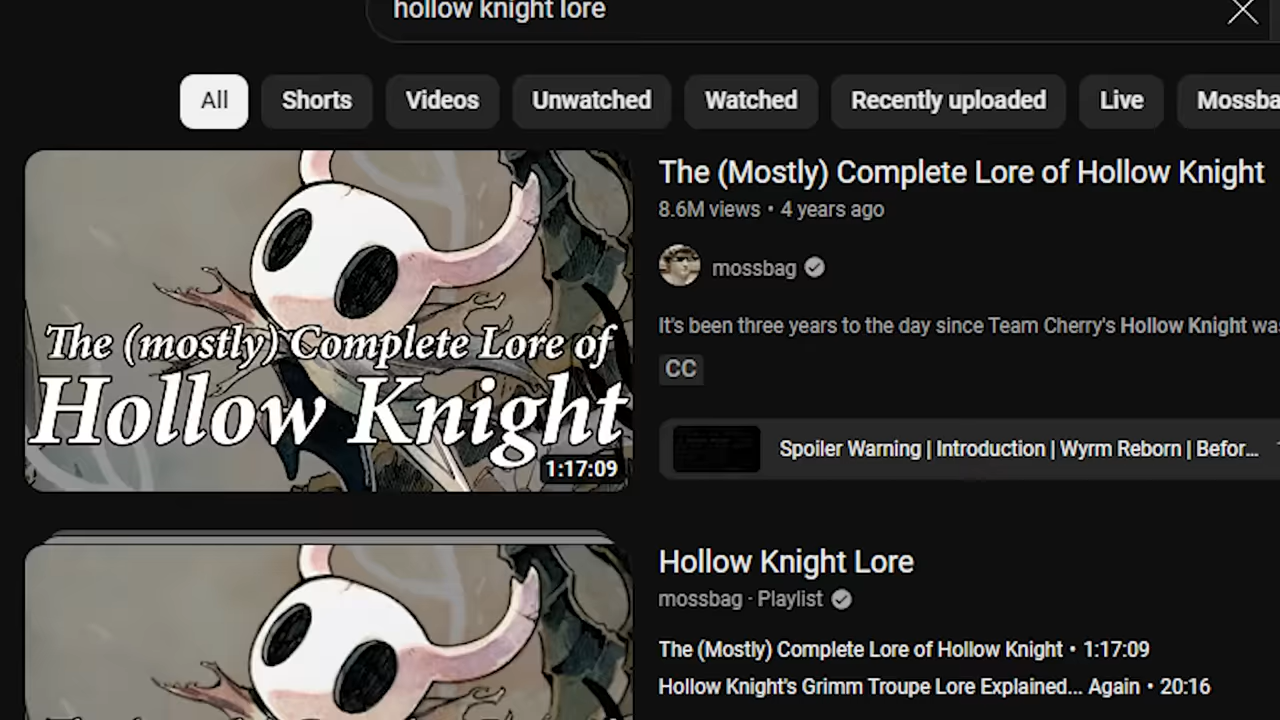 hollow knight lore
All Shorts Videos Unwatched Watched Recently uploaded Live Mossba
The (Mostly) Complete Lore of Hollow Knight
8.6M views • 4 years ago
mossbag
It's been three years to the day since Team Cherry's Hollow Knight wa
CC
Spoiler Warning | Introduction | Wyrm Reborn | Befor...
The (mostly) Complete Lore of
Hollow Knight
1:17:09
Hollow Knight Lore
mossbag · Playlist
The (Mostly) Complete Lore of Hollow Knight • 1:17:09
Hollow Knight's Grimm Troupe Lore Explained... Again • 20:16